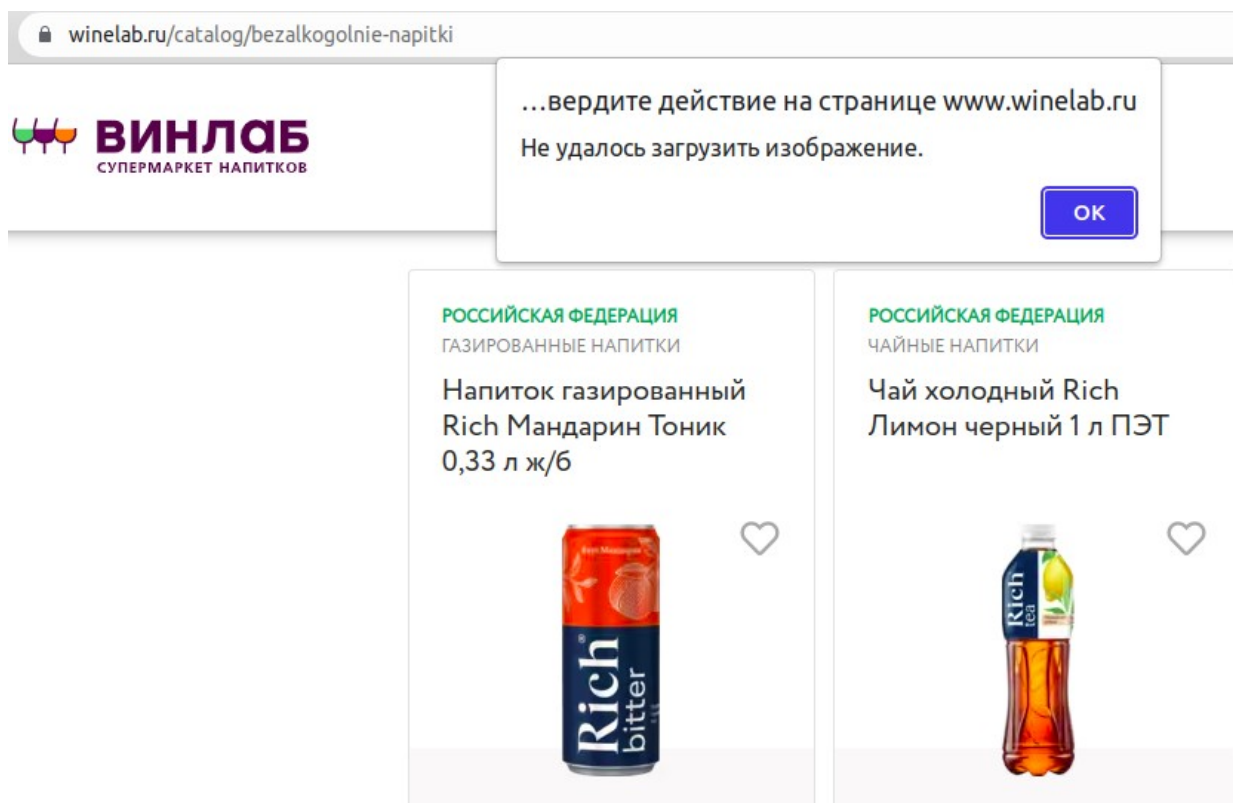 winelab.ru/catalog/bezalkogolnie-napitki
…вердите действие на странице www.winelab.ru
Не удалось загрузить изображение.
ОК
ВИНЛАБ
СУПЕРМАРКЕТ НАПИТКОВ
РОССИЙСКАЯ ФЕДЕРАЦИЯ
ГАЗИРОВАННЫЕ НАПИТКИ
Напиток газированный
Rich Мандарин Тоник
0,33 л ж/б
Rich
bitter
РОССИЙСКАЯ ФЕДЕРАЦИЯ
ЧАЙНЫЕ НАПИТКИ
Чай холодный Rich
Лимон черный 1 л ПЭТ
Rich
tea